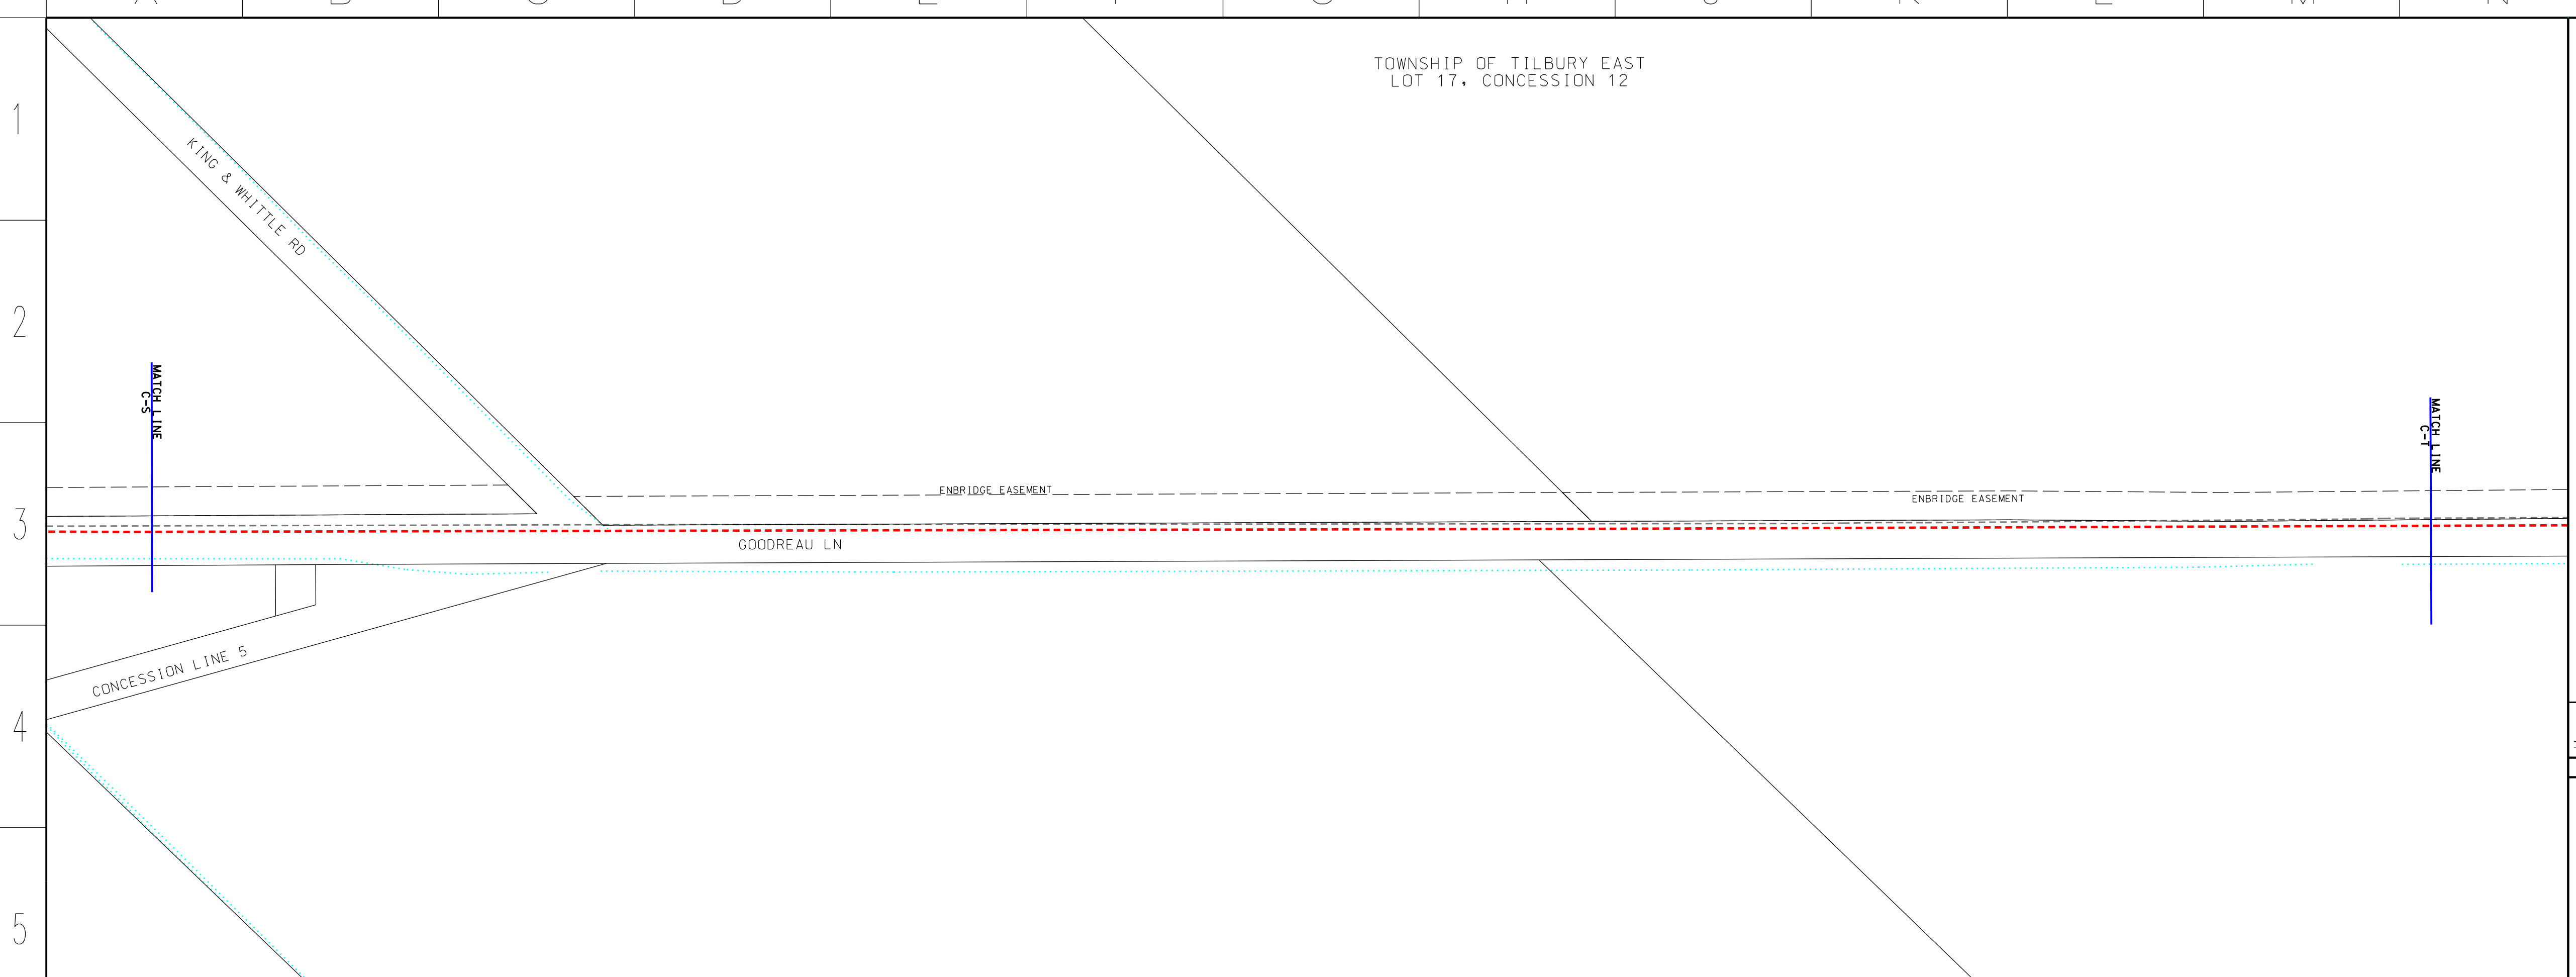 TOWNSHIP OF TILBURY EAST
LOT 17, CONCESSION 12
1
KING & WHITTLE RD
2
MATCH LINE
C-S
MATCH LINE
C-T
ENBRIDGE EASEMENT
ENBRIDGE EASEMENT
3
GOODREAU LN
CONCESSION LINE 5
4
5